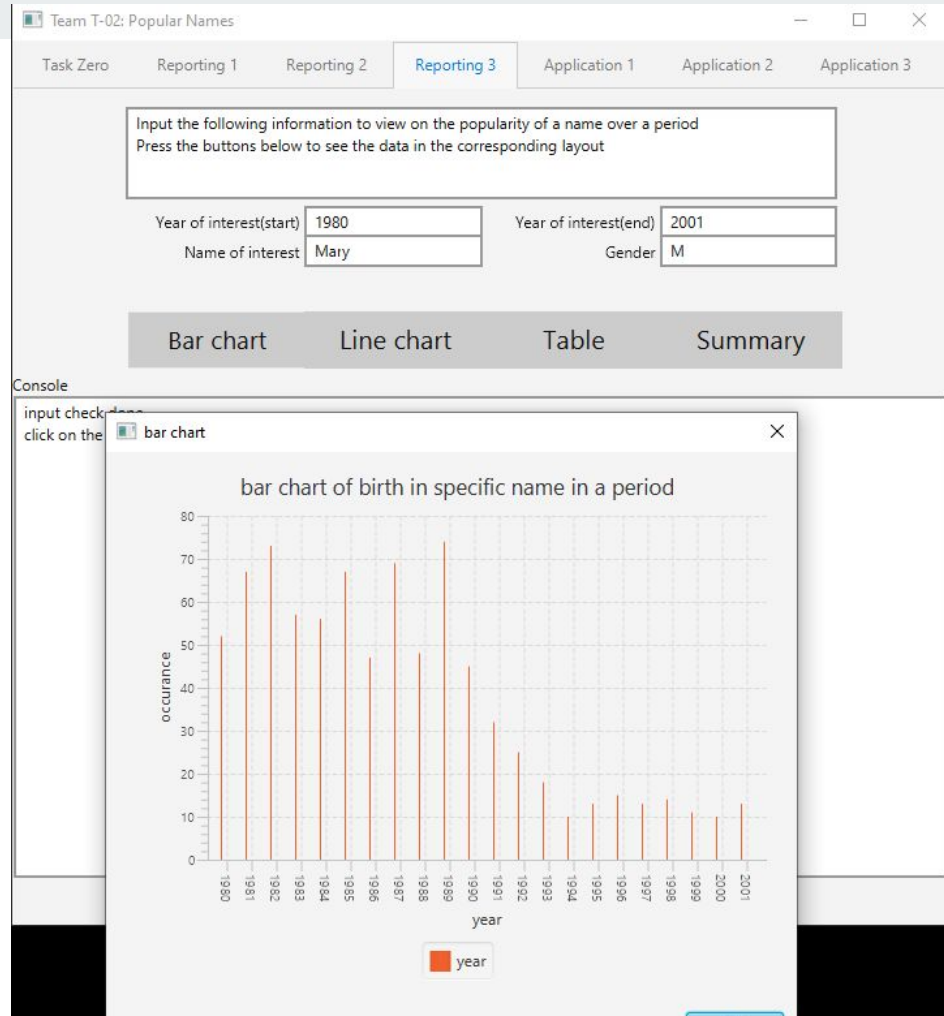 Team T-02: Popular Names
Task Zero Reporting 1 Reporting 2 Reporting 3 Application 1 Application 2 Application 3
Input the following information to view on the popularity of a name over a period
Press the buttons below to see the data in the corresponding layout
Year of interest(start) 1980 Year of interest(end) 2001
Name of interest Mary Gender M
Bar chart Line chart Table Summary
Console
input check
click on the
bar chart
bar chart of birth in specific name in a period
80
70
60
50
40
30
20
10
0
occurance
1980 1981 1982 1983 1984 1985 1986 1987 1988 1989 1990 1991 1992 1993 1994 1995 1996 1997 1998 1999 2000 2001
year
year